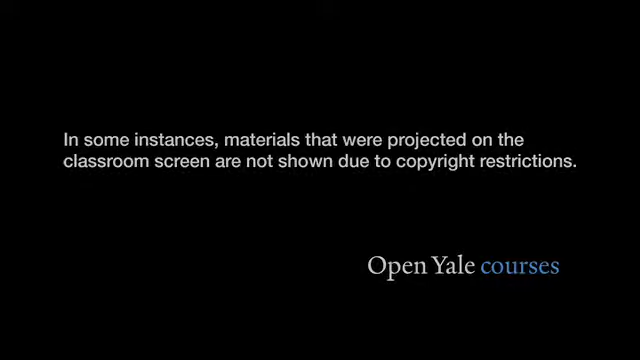 In some instances, materials that were projected on the
classroom screen are not shown due to copyright restrictions.
Open Yale courses